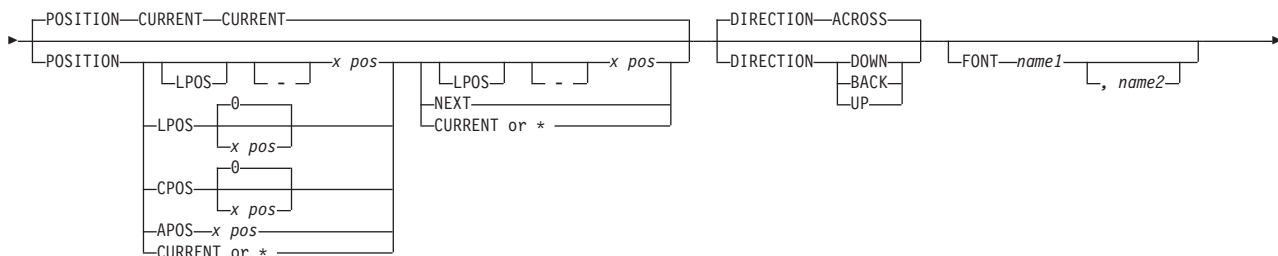 POSITION CURRENT CURRENT DIRECTION ACROSS
POSITION LPOS - x pos LPOS - x pos DIRECTION DOWN FONT name1 , name2
NEXT BACK
0 CURRENT or * UP
LPOS
x pos
0
CPOS
x pos
APOS x pos
CURRENT or *